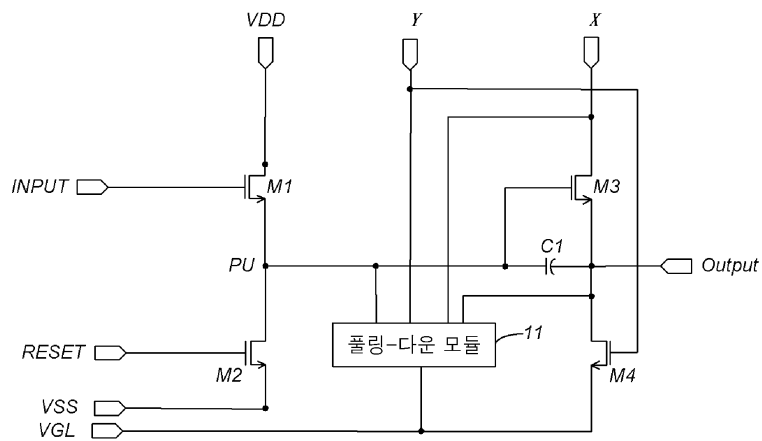 VDD
Y
X
INPUT
M1
M3
C1
PU
Output
RESET
M2
풀링-다운 모듈
11
M4
VSS
VGL